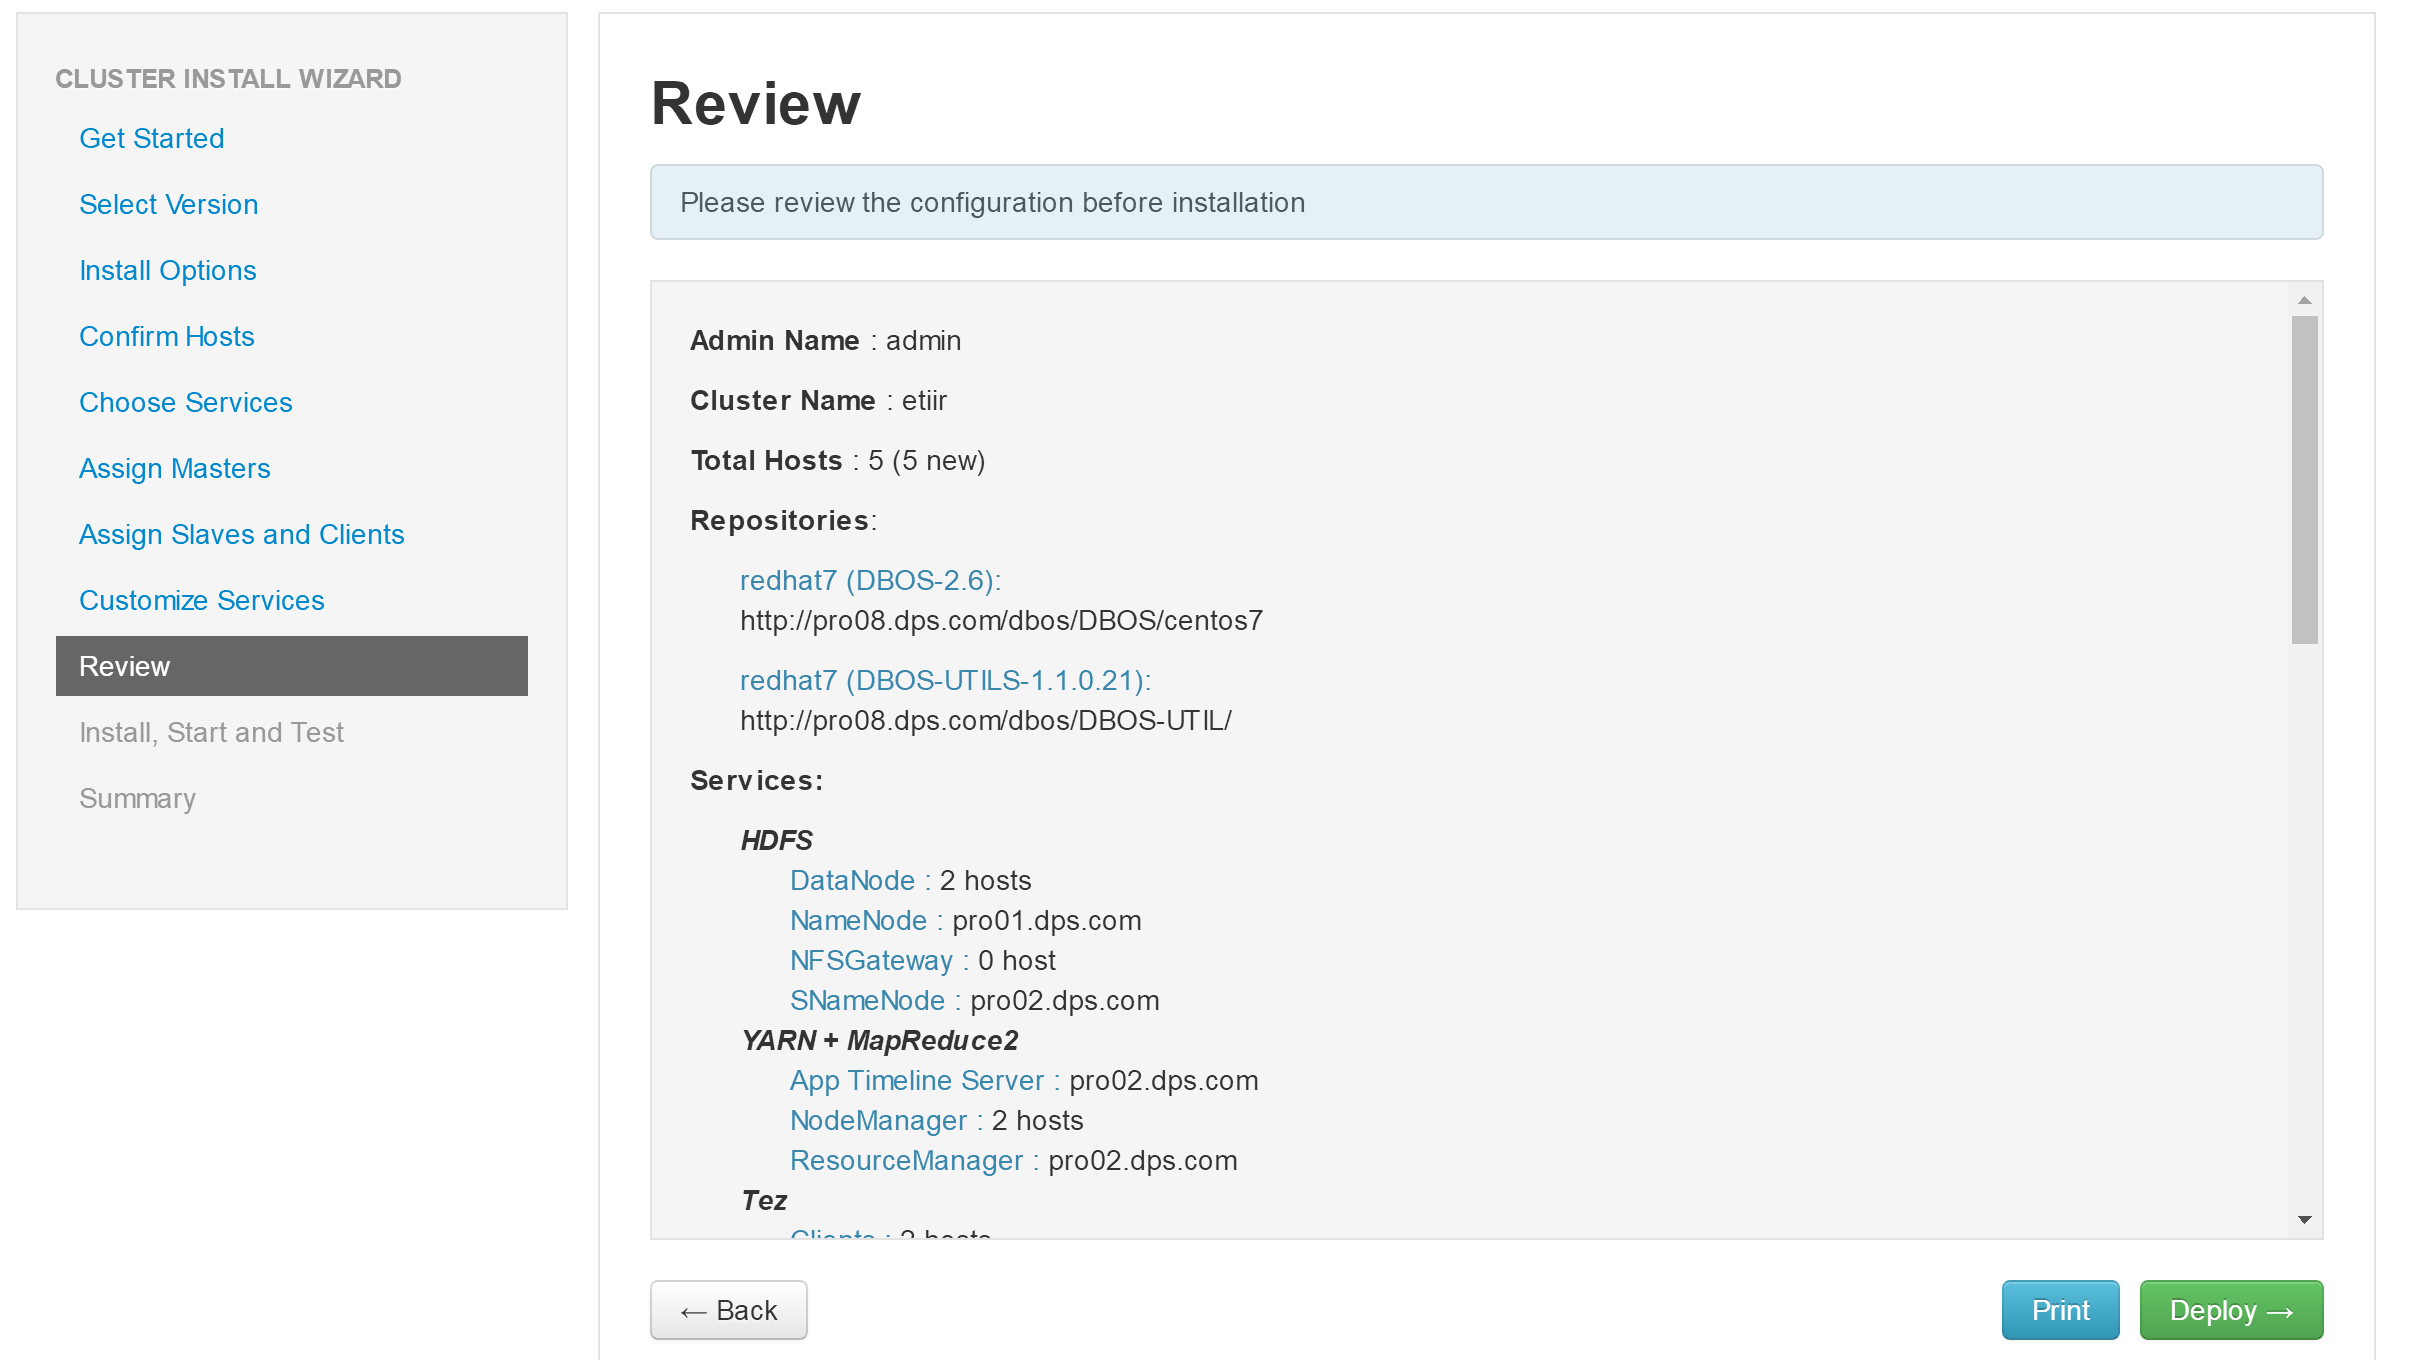 CLUSTER INSTALL WIZARD
Get Started
Select Version
Install Options
Confirm Hosts
Choose Services
Assign Masters
Assign Slaves and Clients
Customize Services
Review
Install, Start and Test
Summary
Review
Please review the configuration before installation
Admin Name : admin
Cluster Name : etiir
Total Hosts : 5 (5 new)
Repositories:
redhat7 (DBOS-2.6):
http://pro08.dps.com/dbos/DBOS/centos7
redhat7 (DBOS-UTILS-1.1.0.21):
http://pro08.dps.com/dbos/DBOS-UTIL/
Services:
HDFS
DataNode : 2 hosts
NameNode : pro01.dps.com
NFSGateway : 0 host
SNameNode : pro02.dps.com
YARN + MapReduce2
App Timeline Server : pro02.dps.com
NodeManager : 2 hosts
ResourceManager : pro02.dps.com
Tez
Clients : 2 hosts
← Back
Print
Deploy →